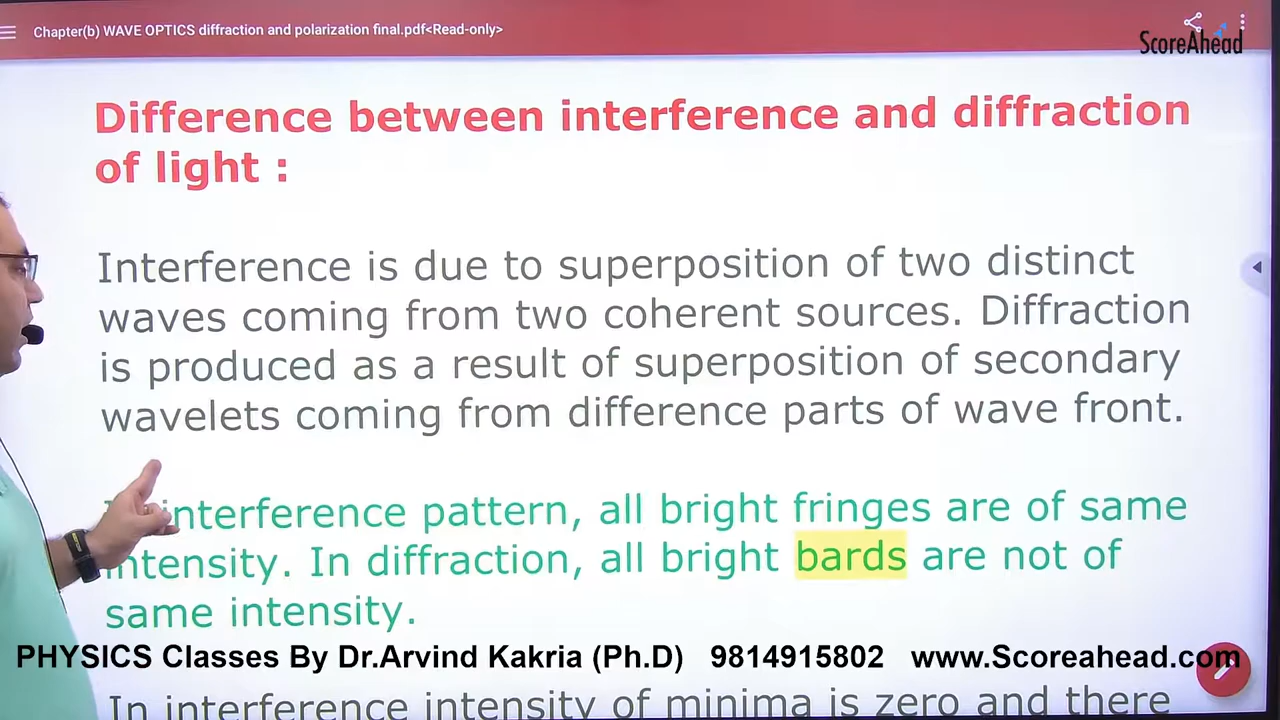 Chapter(b) WAVE OPTICS diffraction and polarization final.pdf<Read-only>
ScoreAhead
Difference between interference and diffraction
of light :
Interference is due to superposition of two distinct
waves coming from two coherent sources. Diffraction
is produced as a result of superposition of secondary
wavelets coming from difference parts of wave front.
interference pattern, all bright fringes are of same
intensity. In diffraction, all bright bards are not of
same intensity.
PHYSICS Classes By Dr.Arvind Kakria (Ph.D) 9814915802 www.Scoreahead.com
In interference intensity of minima is zero and there